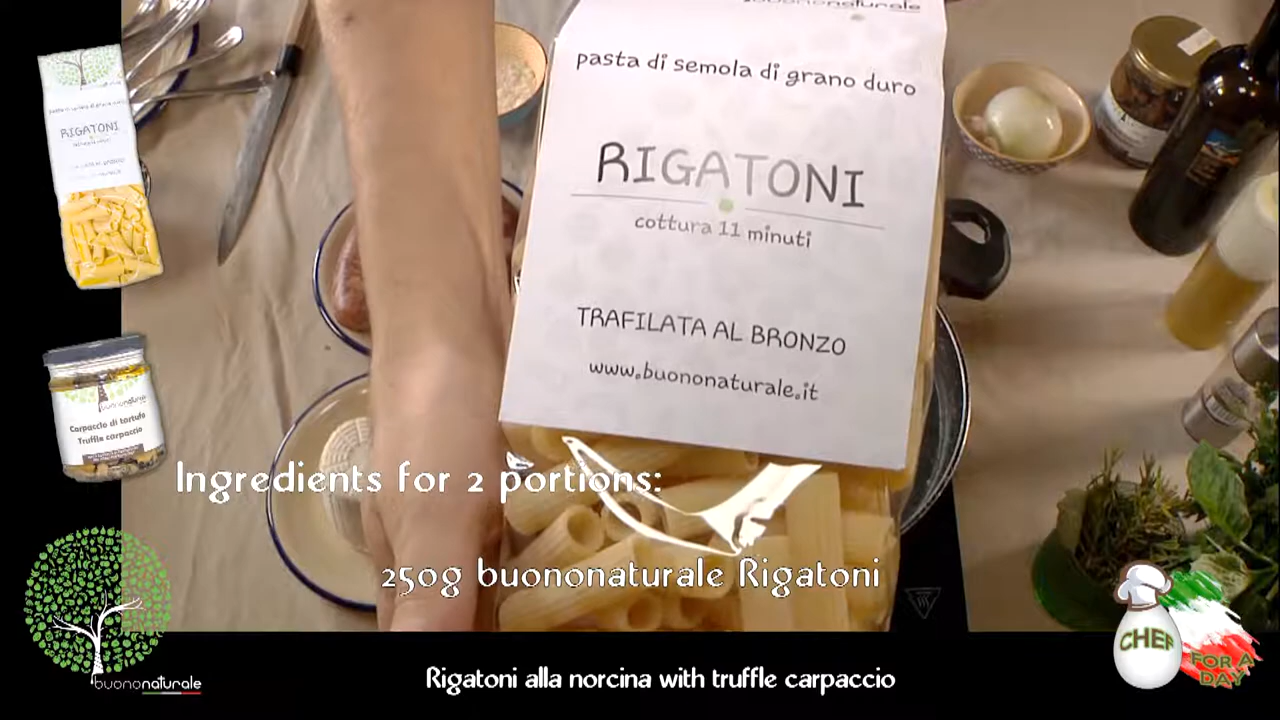 buononaturale
pasta di semola di grano duro
RIGATONI
cottura 11 minuti
TRAFILATA AL BRONZO
www.buononaturale.it
RIGATONI
buononaturale
Carpaccio di tartufo
Truffle carpaccio
Ingredients for 2 portions:
250g buononaturale Rigatoni
buononaturale
Rigatoni alla norcina with truffle carpaccio
CHEF
FOR A
DAY